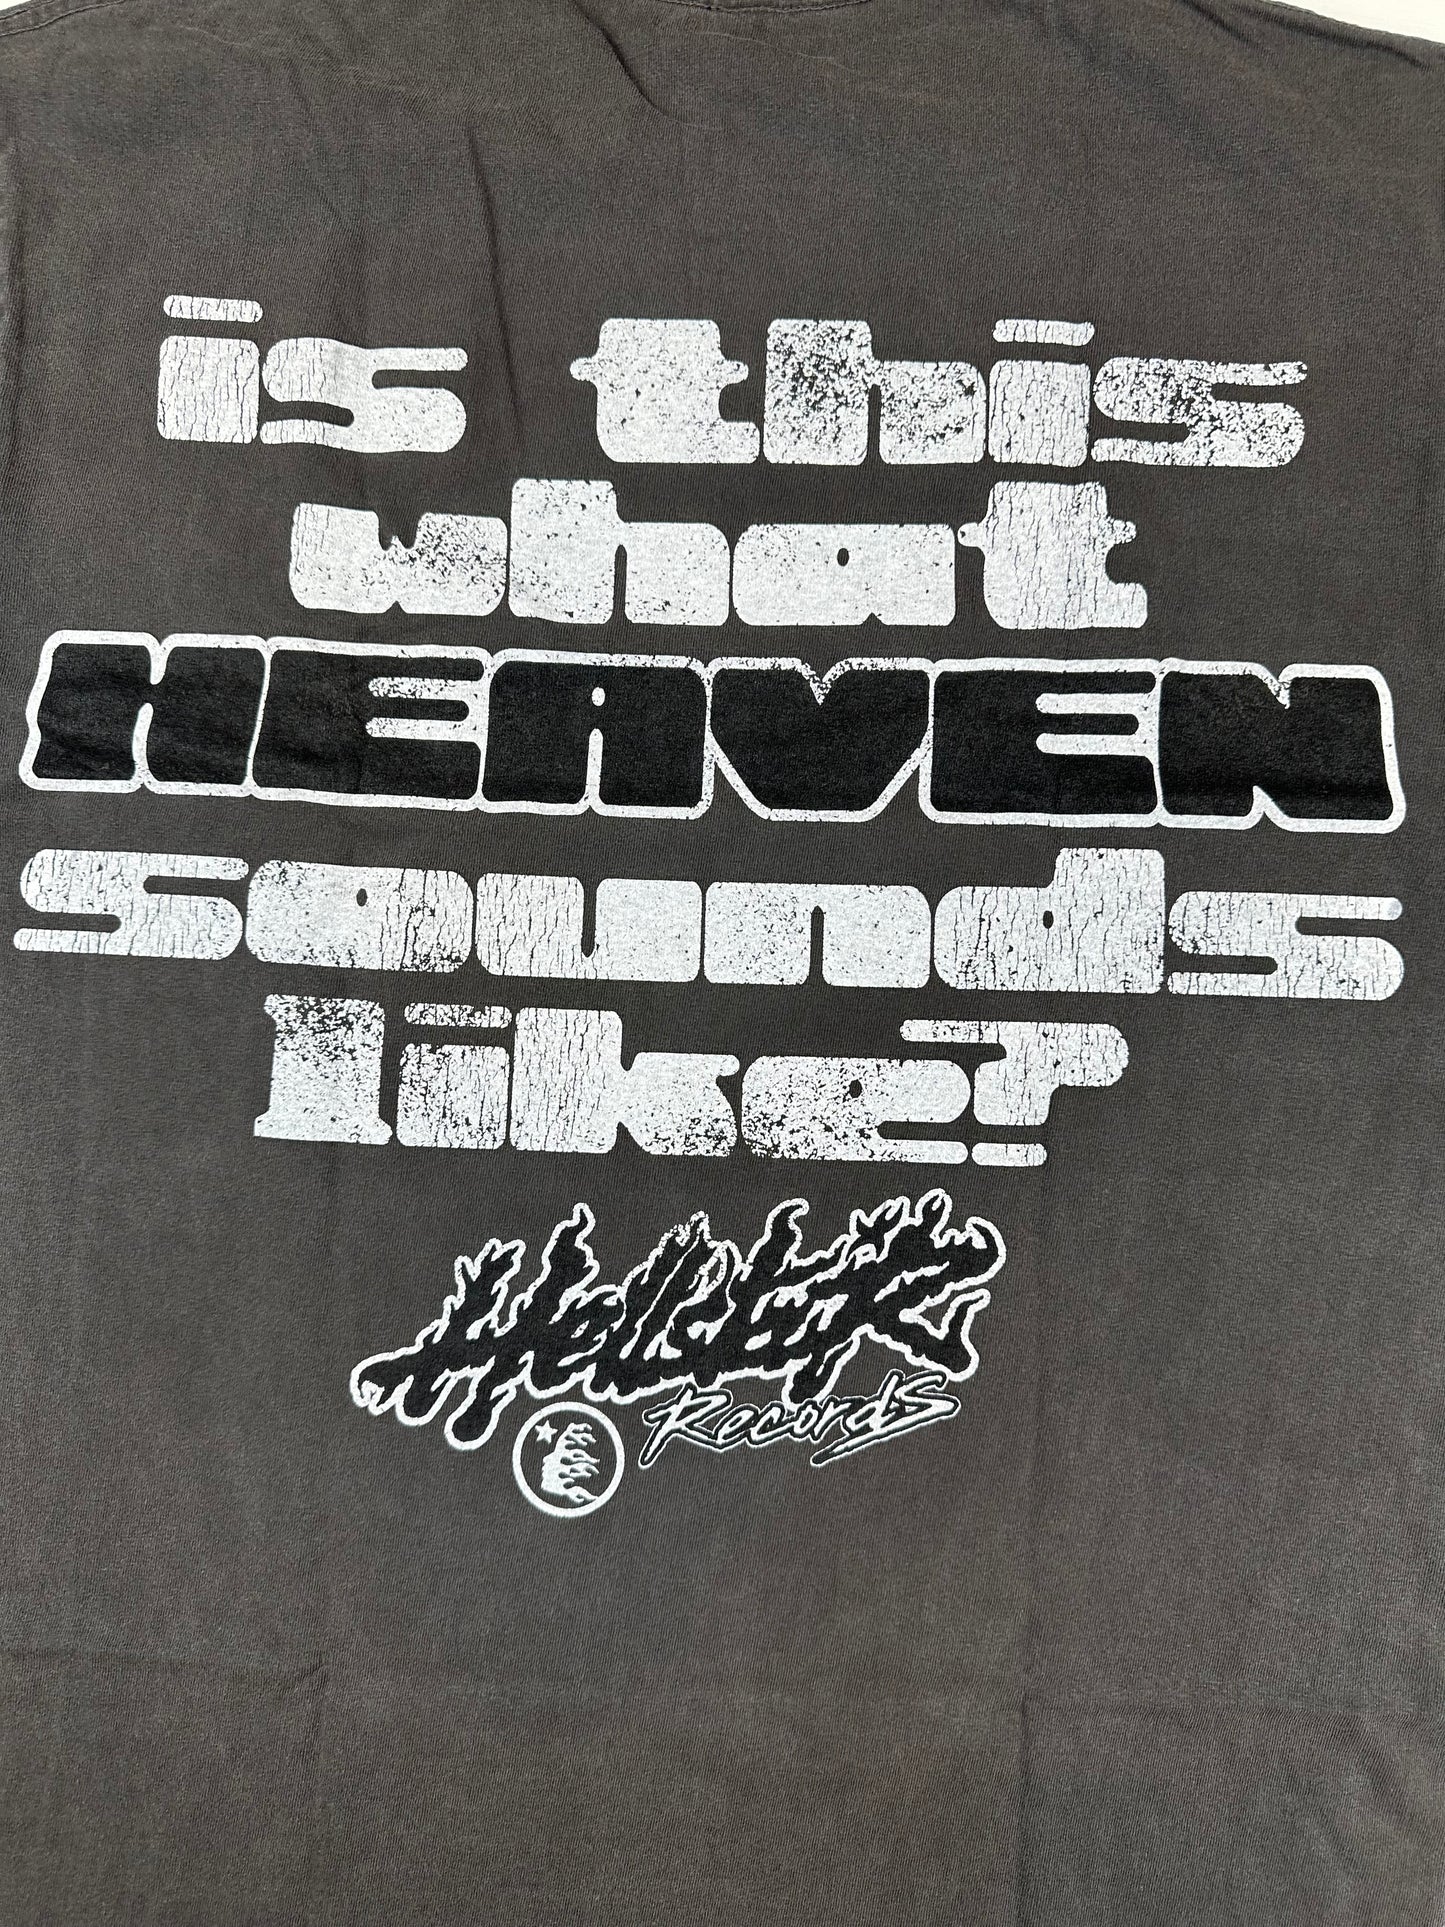 is this
what
HEAVEN
sounds
like?
Hellstar
Records